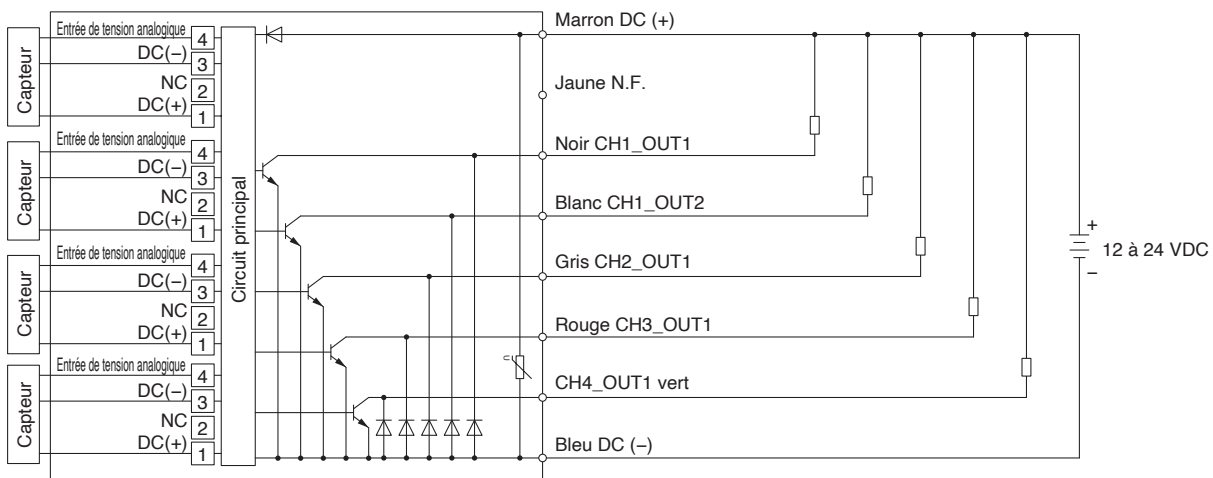 Capteur
Entrée de tension analogique 4
DC(−) 3
NC 2
DC(+) 1
Capteur
Entrée de tension analogique 4
DC(−) 3
NC 2
DC(+) 1
Capteur
Entrée de tension analogique 4
DC(−) 3
NC 2
DC(+) 1
Capteur
Entrée de tension analogique 4
DC(−) 3
NC 2
DC(+) 1
Circuit principal
Marron DC (+)
Jaune N.F.
Noir CH1_OUT1
Blanc CH1_OUT2
Gris CH2_OUT1
Rouge CH3_OUT1
CH4_OUT1 vert
Bleu DC (−)
+
12 à 24 VDC
−